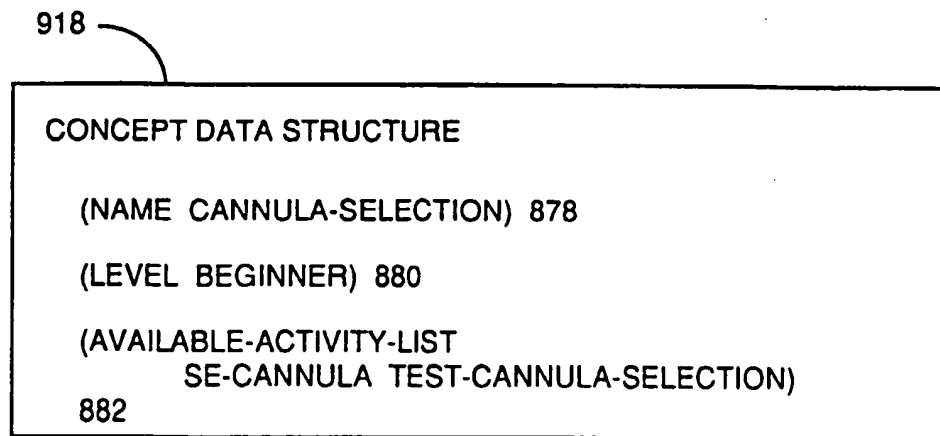 918
CONCEPT DATA STRUCTURE
(NAME CANNULA-SELECTION) 878
(LEVEL BEGINNER) 880
(AVAILABLE-ACTIVITY-LIST
SE-CANNULA TEST-CANNULA-SELECTION)
882